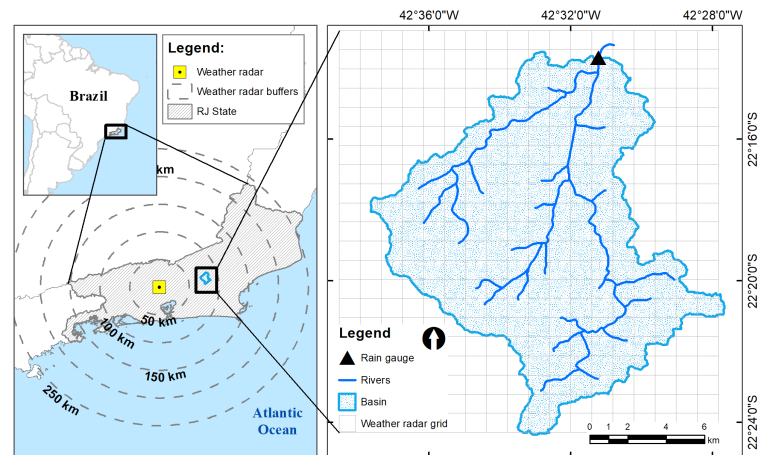 Legend:
Weather radar
Weather radar buffers
RJ State
Brazil
km
50 km
100 km
150 km
250 km
Atlantic
Ocean
42°36'0"W
42°32'0"W
42°28'0"W
22°16'0"S
22°20'0"S
22°24'0"S
Legend
Rain gauge
Rivers
Basin
Weather radar grid
0 1 2 4 6
km